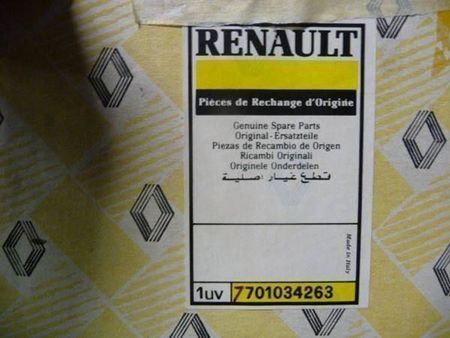 RENAULT
Pièces de Rechange d'Origine
Genuine Spare Parts
Original-Ersatzteile
Piezas de Recambio de Origen
Ricambi Originali
Originele Onderdelen
قطع غيار اصلية
Made in Italy
1uv 7701034263